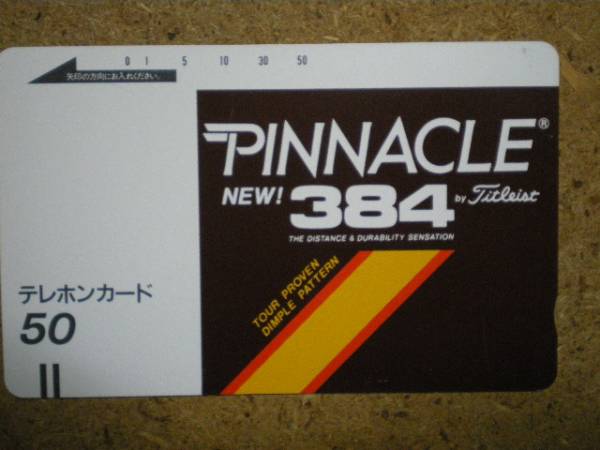 0 1 5 10 30 50
矢印の方向にお入れください。
PINNACLE®
NEW! 384 by Titleist
THE DISTANCE & DURABILITY SENSATION
TOUR PROVEN
DIMPLE PATTERN
テレホンカード
50